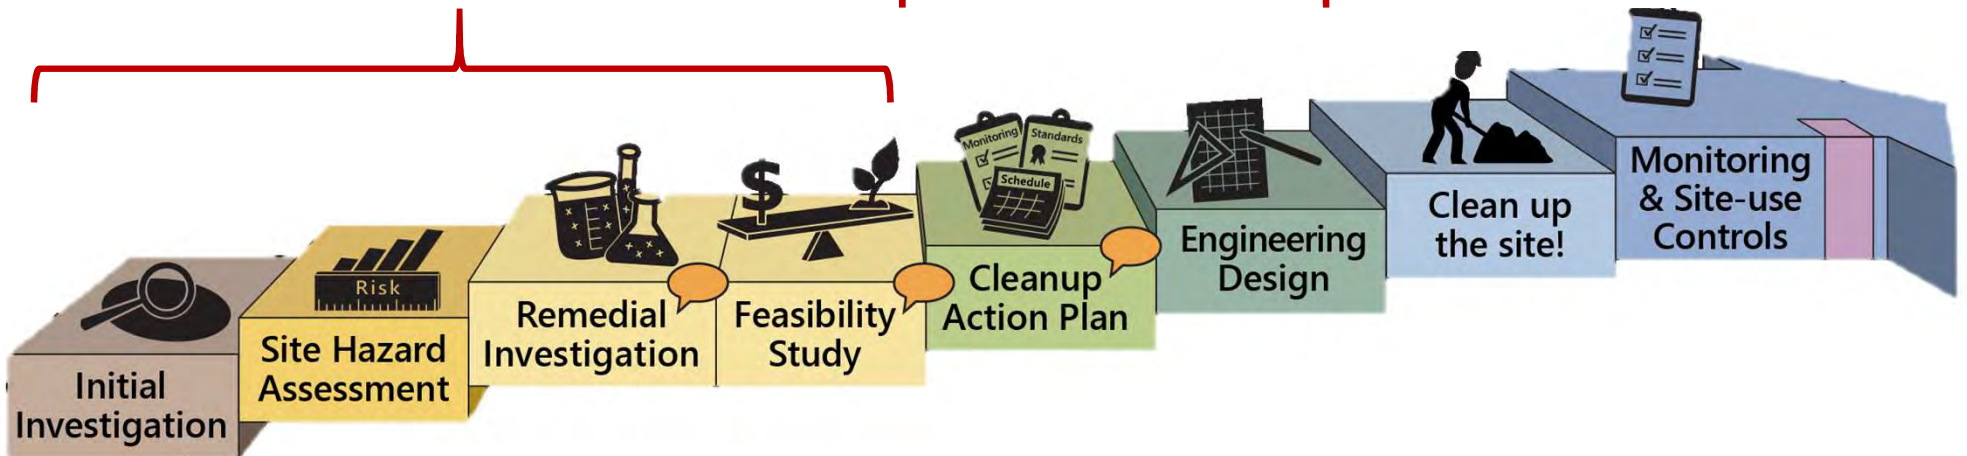 Initial
Investigation
Risk
Site Hazard
Assessment
Remedial
Investigation
$
Feasibility
Study
Monitoring
Standards
Schedule
Cleanup
Action Plan
Engineering
Design
Clean up
the site!
Monitoring
& Site-use
Controls